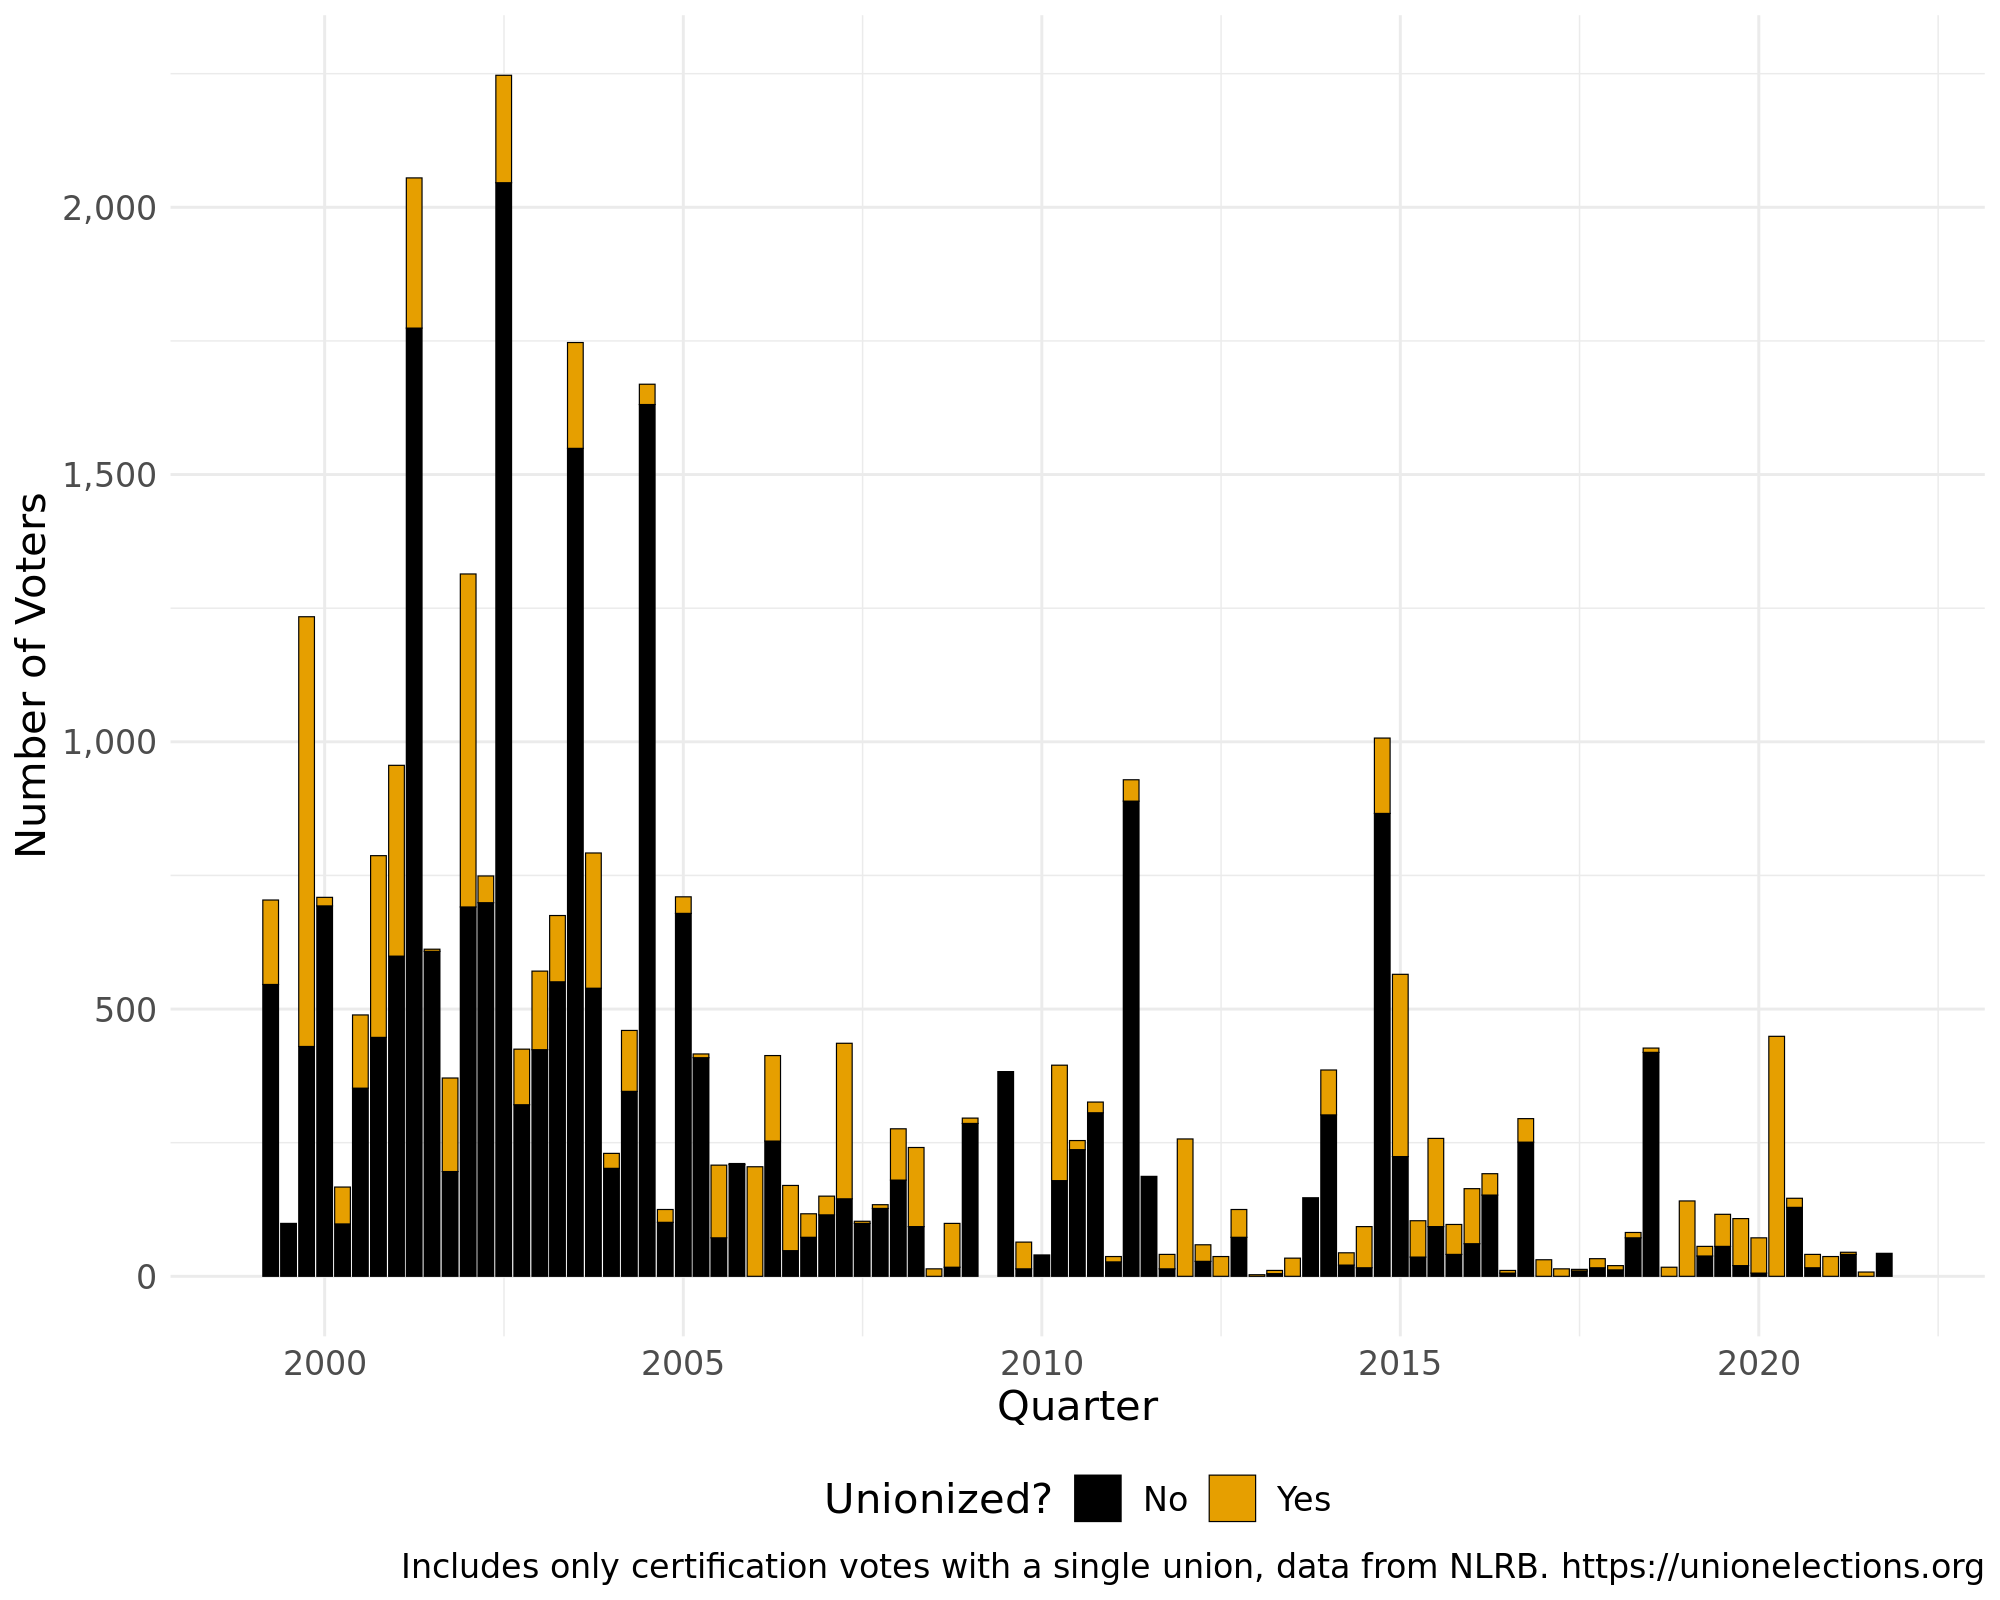 Number of Voters
2,000
1,500
1,000
500
0
2000 2005 2010 2015 2020
Quarter
Unionized? No Yes
Includes only certification votes with a single union, data from NLRB. https://unionelections.org